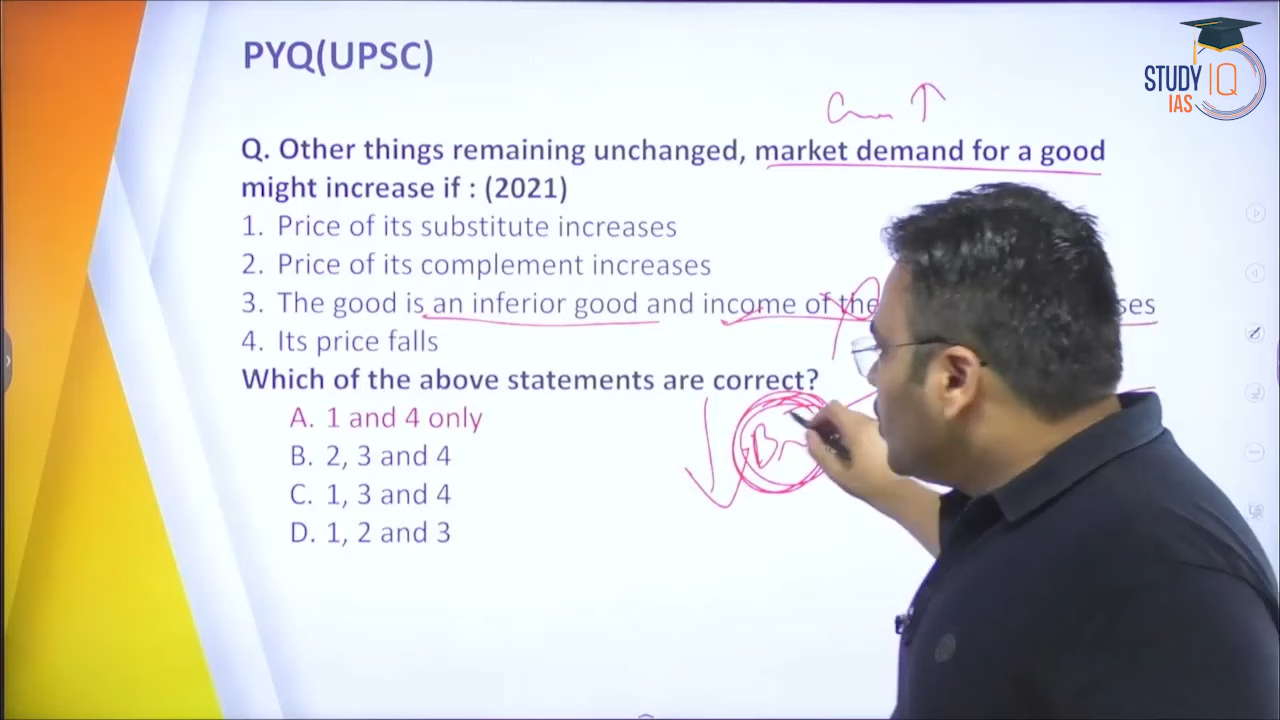 PYQ(UPSC)
STUDY IQ
IAS
Q. Other things remaining unchanged, market demand for a good
might increase if : (2021)
1. Price of its substitute increases
2. Price of its complement increases
3. The good is an inferior good and income of the ses
4. Its price falls
Which of the above statements are correct?
A. 1 and 4 only
B. 2, 3 and 4
C. 1, 3 and 4
D. 1, 2 and 3